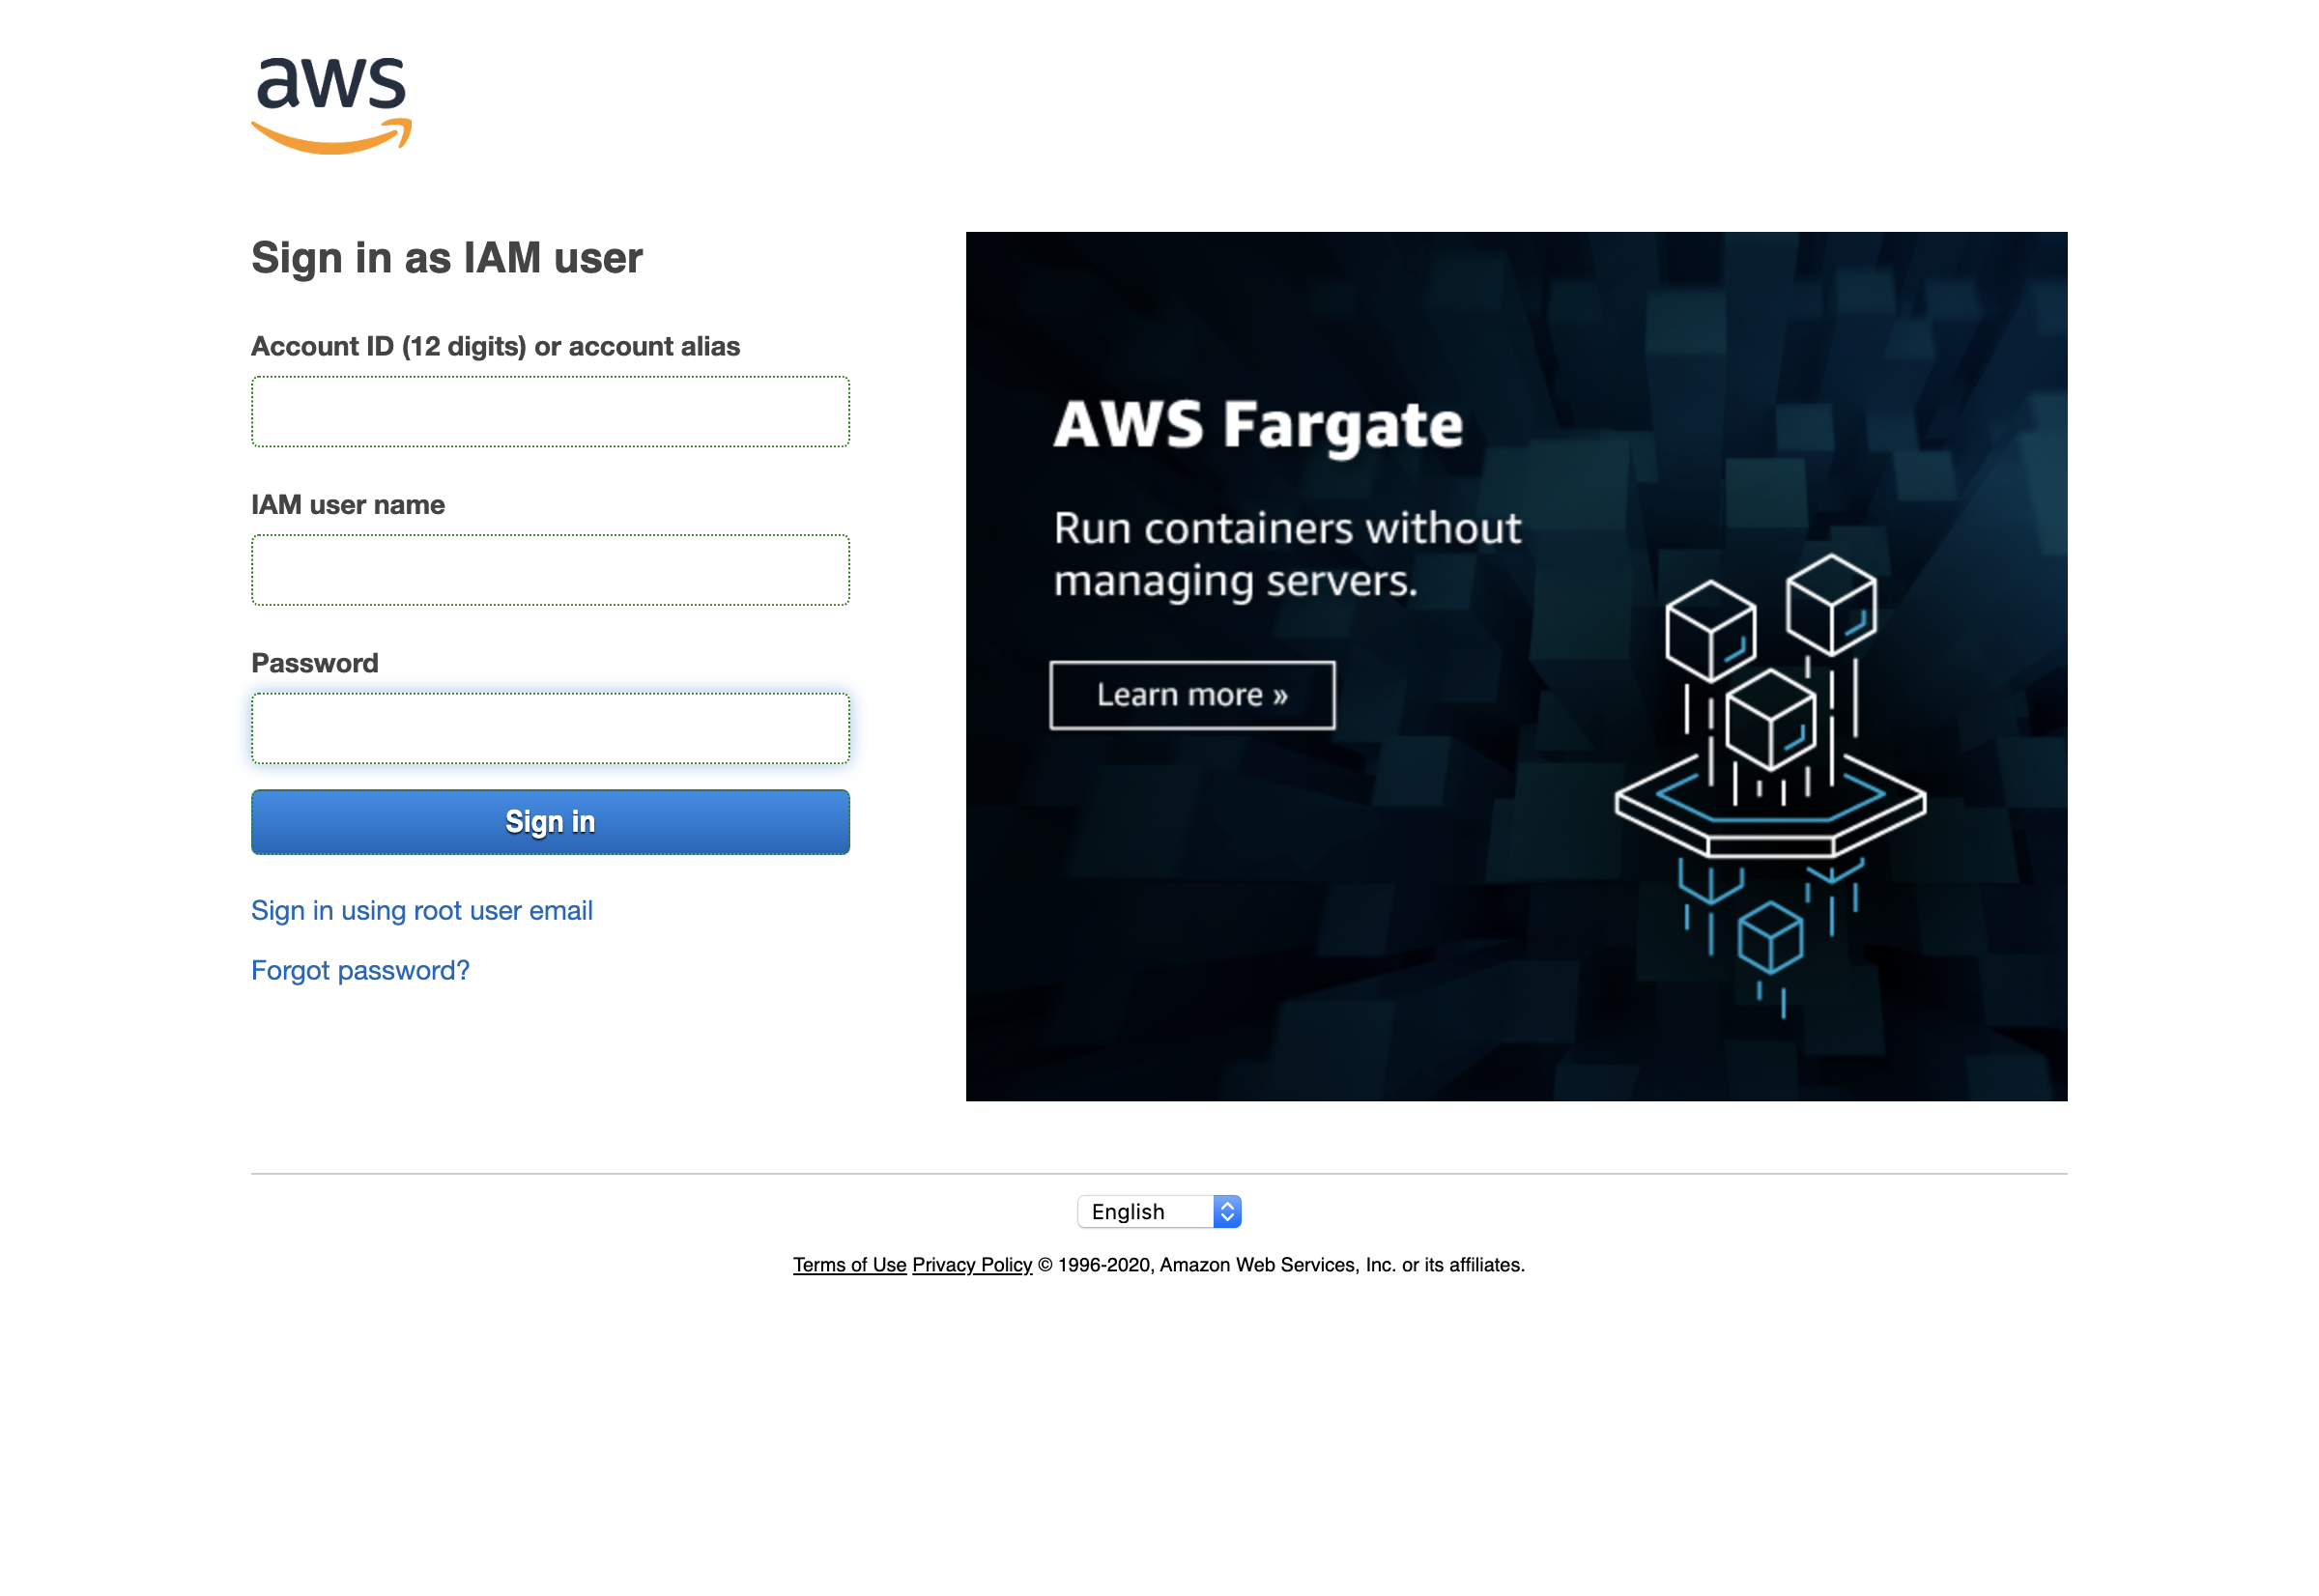 aws
Sign in as IAM user
Account ID (12 digits) or account alias
IAM user name
Password
Sign in
Sign in using root user email
Forgot password?
AWS Fargate
Run containers without
managing servers.
Learn more »
English
Terms of Use Privacy Policy © 1996-2020, Amazon Web Services, Inc. or its affiliates.